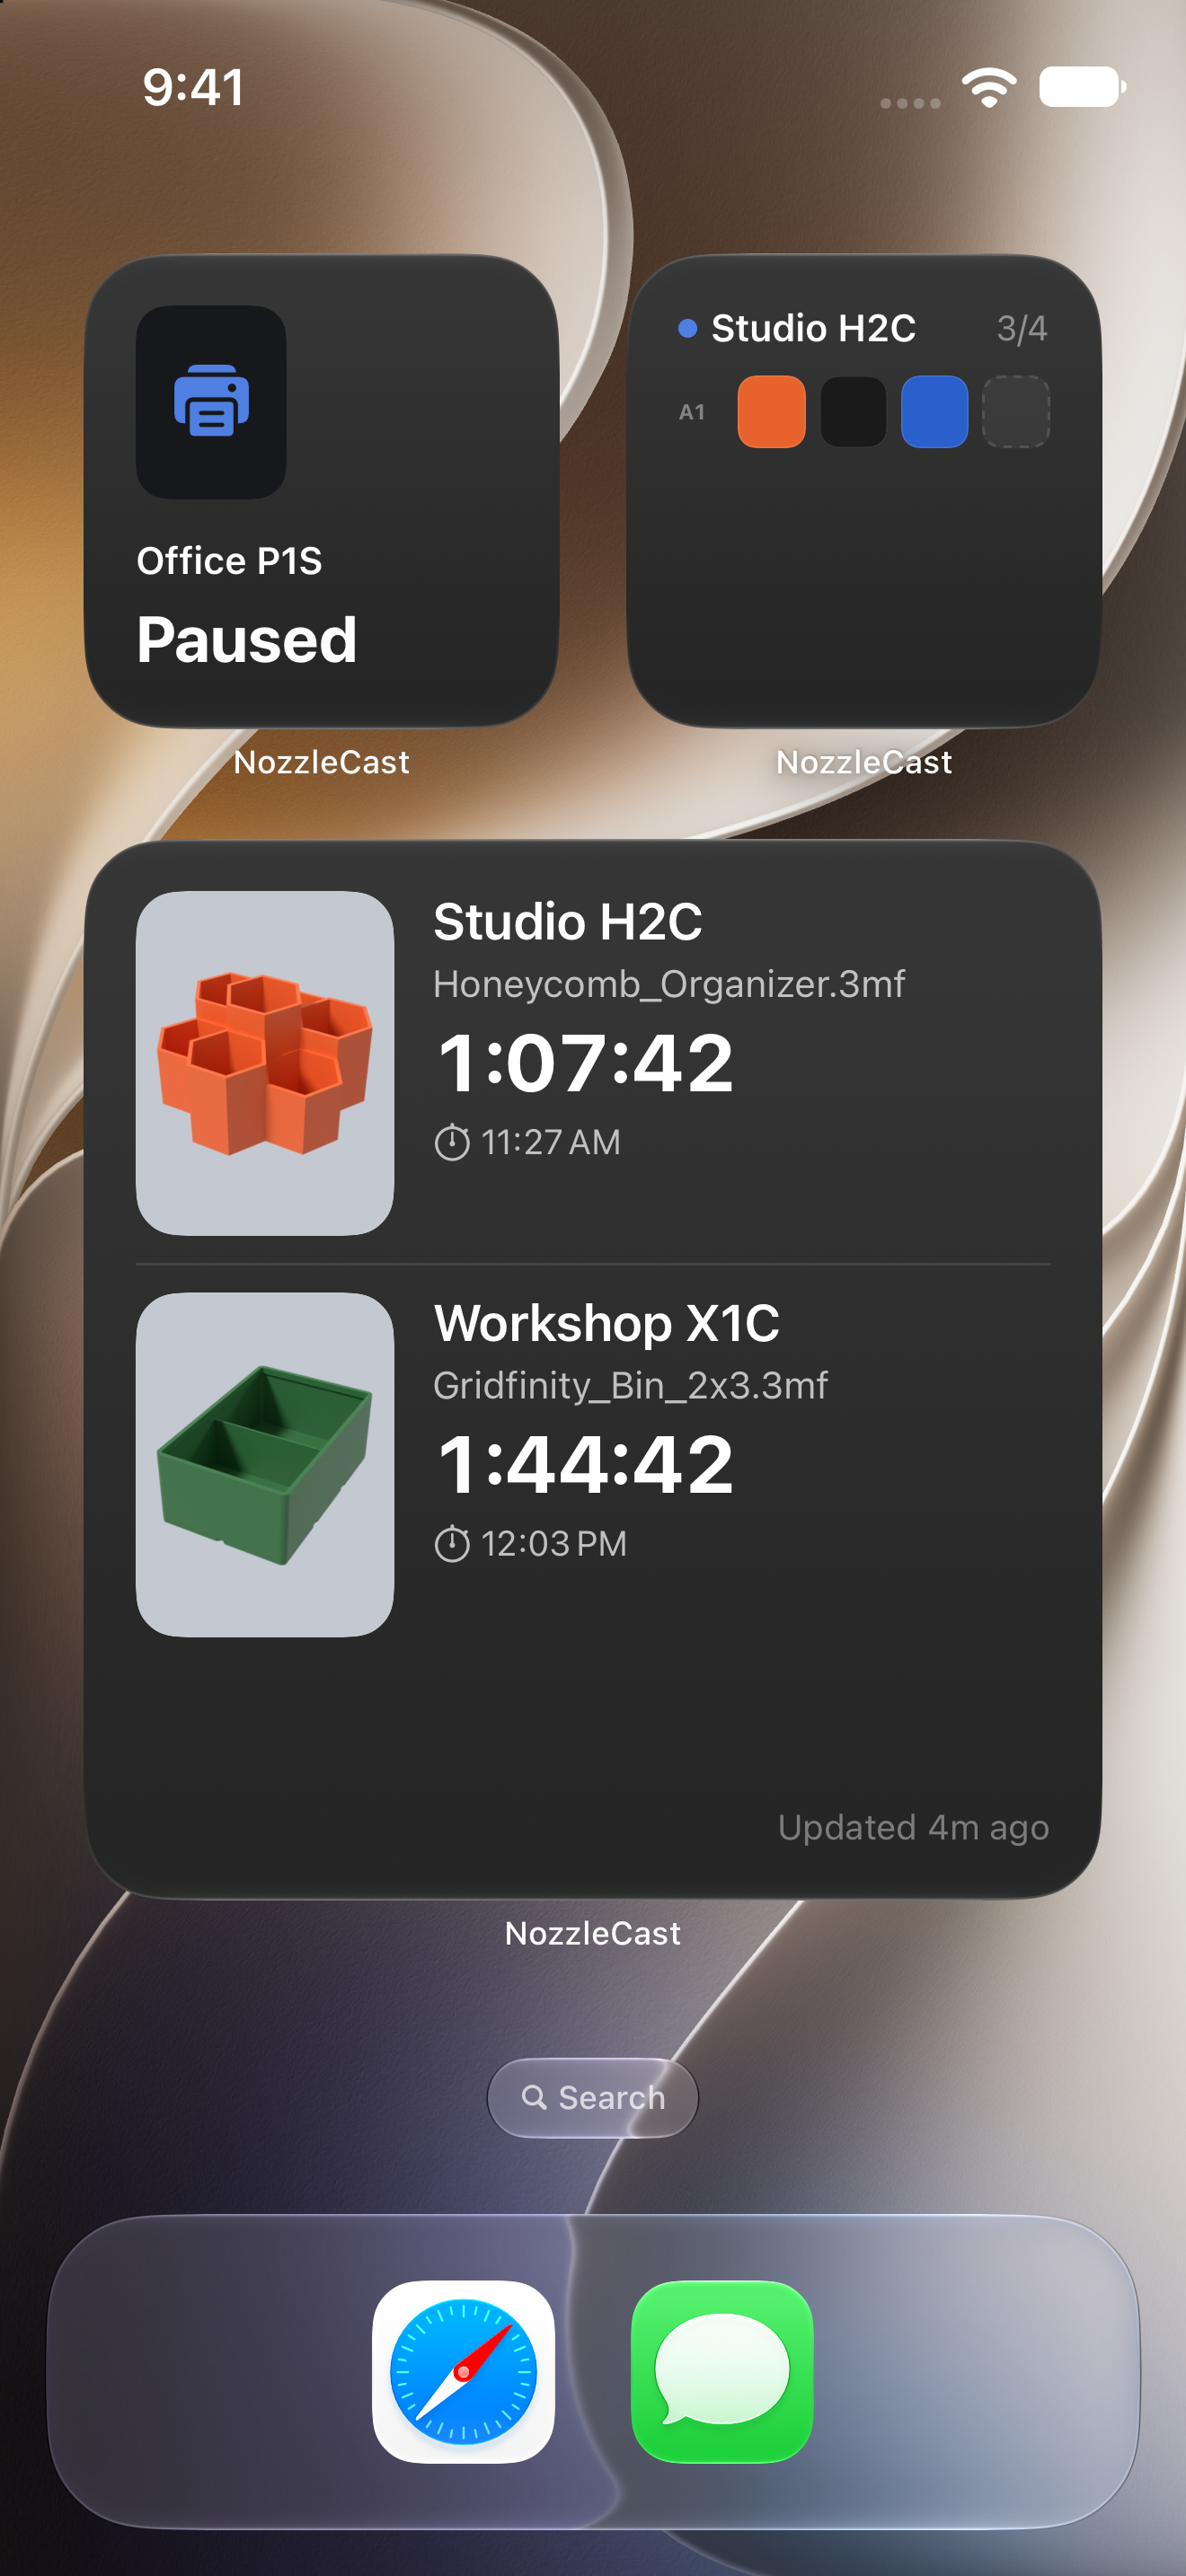 9:41
Office P1S
Paused
NozzleCast
Studio H2C 3/4
A1
NozzleCast
Studio H2C
Honeycomb_Organizer.3mf
1:07:42
11:27 AM
Workshop X1C
Gridfinity_Bin_2x3.3mf
1:44:42
12:03 PM
Updated 4m ago
NozzleCast
Search